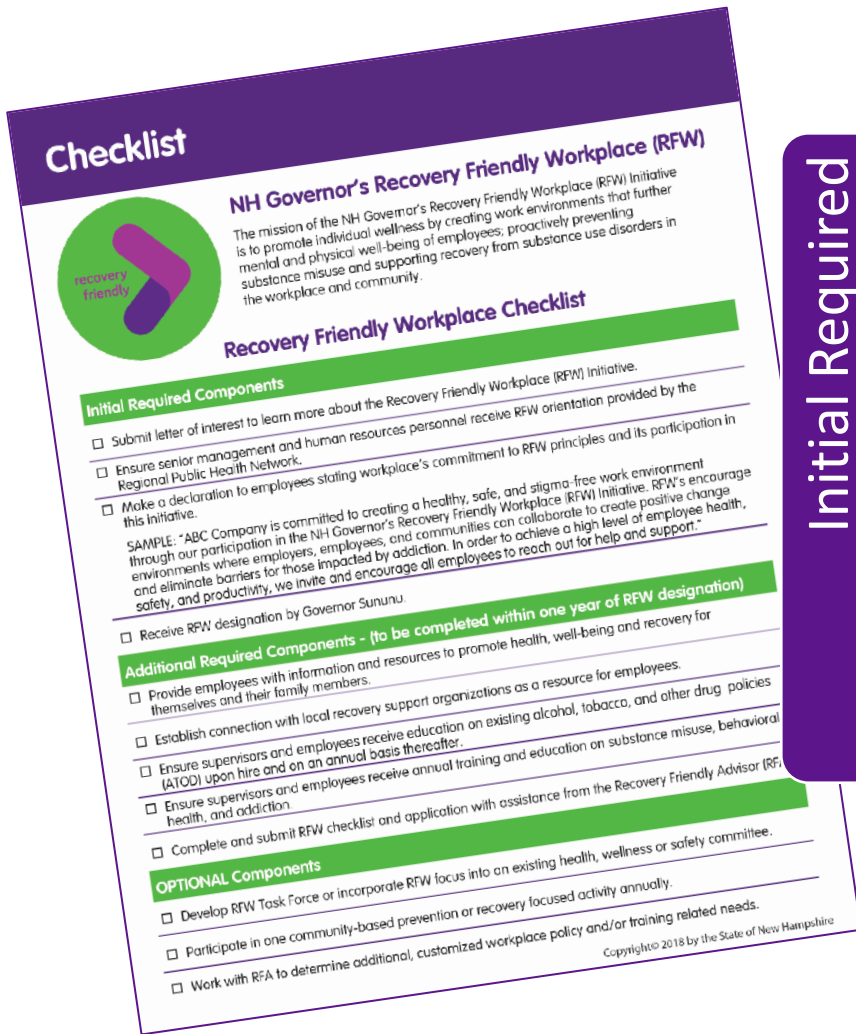 Checklist
recovery
friendly
NH Governor's Recovery Friendly Workplace (RFW)
The mission of the NH Governor's Recovery Friendly Workplace (RFW) Initiative
is to promote individual wellness by creating work environments that further
mental and physical well-being of employees; proactively preventing
substance misuse and supporting recovery from substance use disorders in
the workplace and community.
Recovery Friendly Workplace Checklist
Initial Required Components
Submit letter of interest to learn more about the Recovery Friendly Workplace (RFW) Initiative.
Ensure senior management and human resources personnel receive RFW orientation provided by the
Regional Public Health Network.
Make a declaration to employees stating workplace's commitment to RFW principles and its participation in
this initiative.
SAMPLE: "ABC Company is committed to creating a healthy, safe, and stigma-free work environment
through our participation in the NH Governor's Recovery Friendly Workplace (RFW) Initiative. RFW's encourage
environments where employers, employees, and communities can collaborate to create positive change
and eliminate barriers for those impacted by addiction. In order to achieve a high level of employee health,
safety, and productivity, we invite and encourage all employees to reach out for help and support."
Receive RFW designation by Governor Sununu.
Additional Required Components - (to be completed within one year of RFW designation)
Provide employees with information and resources to promote health, well-being and recovery for
themselves and their family members.
Establish connection with local recovery support organizations as a resource for employees.
Ensure supervisors and employees receive education on existing alcohol, tobacco, and other drug policies
(ATOD) upon hire and on an annual basis thereafter.
Ensure supervisors and employees receive annual training and education on substance misuse, behavioral
health, and addiction.
Complete and submit RFW checklist and application with assistance from the Recovery Friendly Advisor
OPTIONAL Components
Develop RFW Task Force or incorporate RFW focus into an existing health, wellness or safety committee.
Participate in one community-based prevention or recovery focused activity annually.
Work with RFA to determine additional, customized workplace policy and/or training related needs.
Copyright© 2018 by the State of New Hampshire
Initial Required